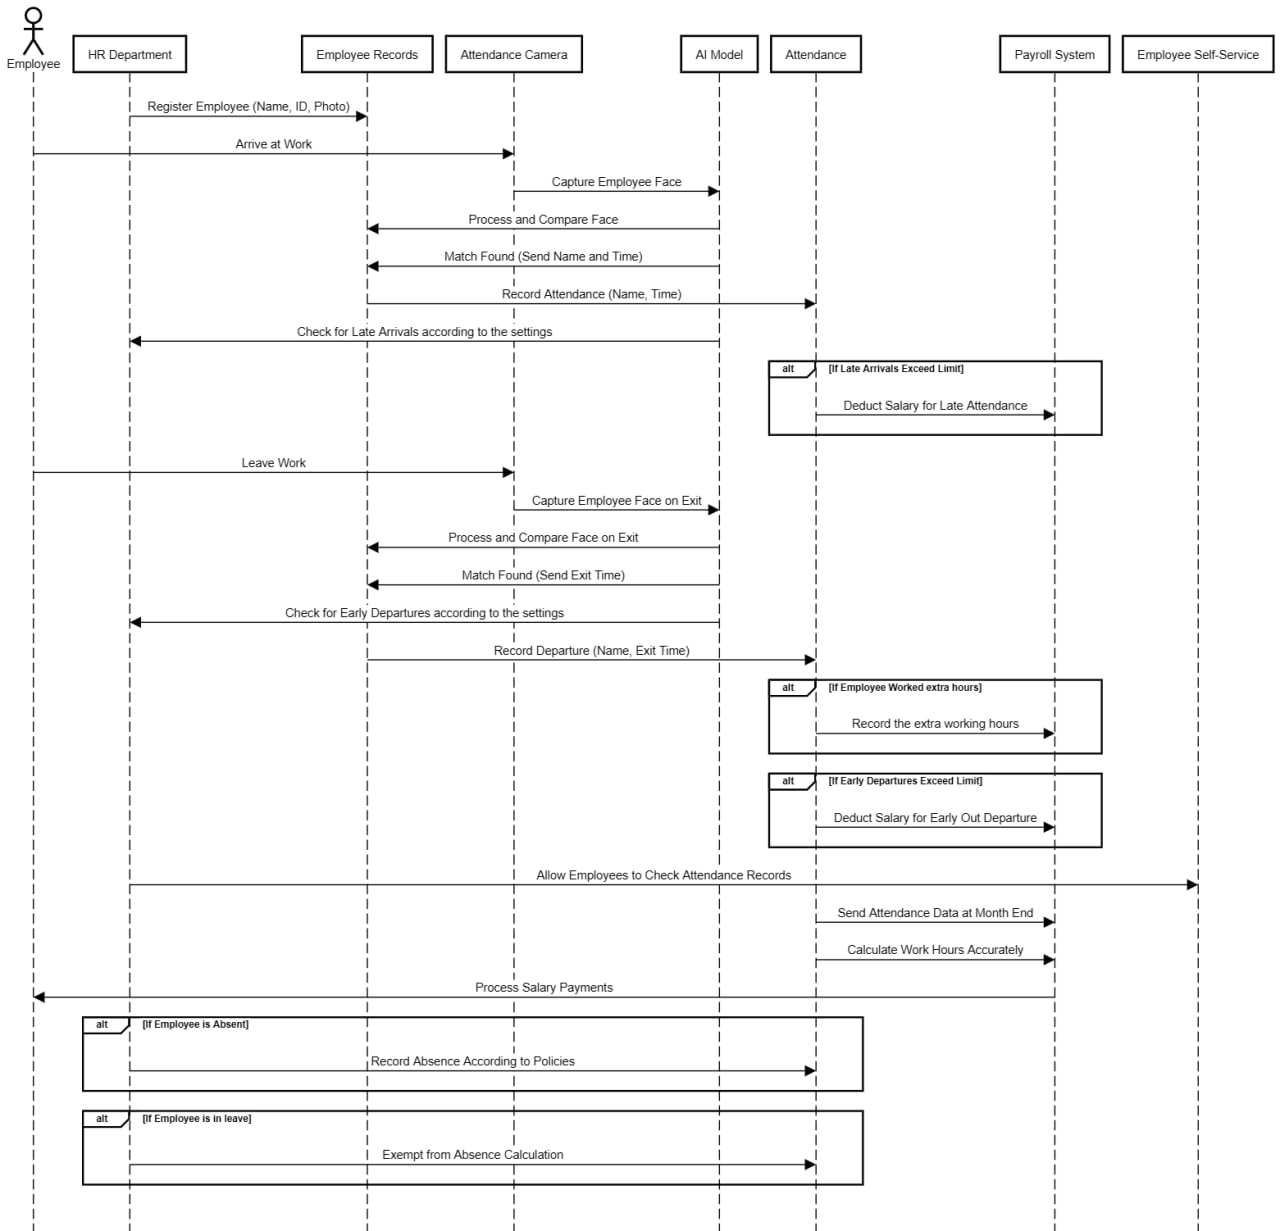 Employee
HR Department
Employee Records
Attendance Camera
AI Model
Attendance
Payroll System
Employee Self-Service
Register Employee (Name, ID, Photo)
Arrive at Work
Capture Employee Face
Process and Compare Face
Match Found (Send Name and Time)
Record Attendance (Name, Time)
Check for Late Arrivals according to the settings
alt [If Late Arrivals Exceed Limit]
Deduct Salary for Late Attendance
Leave Work
Capture Employee Face on Exit
Process and Compare Face on Exit
Match Found (Send Exit Time)
Check for Early Departures according to the settings
Record Departure (Name, Exit Time)
alt [If Employee Worked extra hours]
Record the extra working hours
alt [If Early Departures Exceed Limit]
Deduct Salary for Early Out Departure
Allow Employees to Check Attendance Records
Send Attendance Data at Month End
Calculate Work Hours Accurately
Process Salary Payments
alt [If Employee is Absent]
Record Absence According to Policies
alt [If Employee is in leave]
Exempt from Absence Calculation